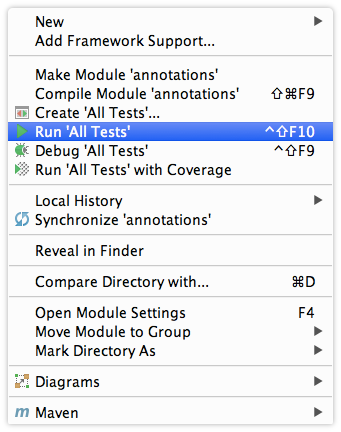 New
Add Framework Support...
Make Module 'annotations'
Compile Module 'annotations' ⇧⌘F9
Create 'All Tests'...
Run 'All Tests' ^⇧F10
Debug 'All Tests' ^⇧F9
Run 'All Tests' with Coverage
Local History
Synchronize 'annotations'
Reveal in Finder
Compare Directory with... ⌘D
Open Module Settings F4
Move Module to Group
Mark Directory As
Diagrams
m Maven